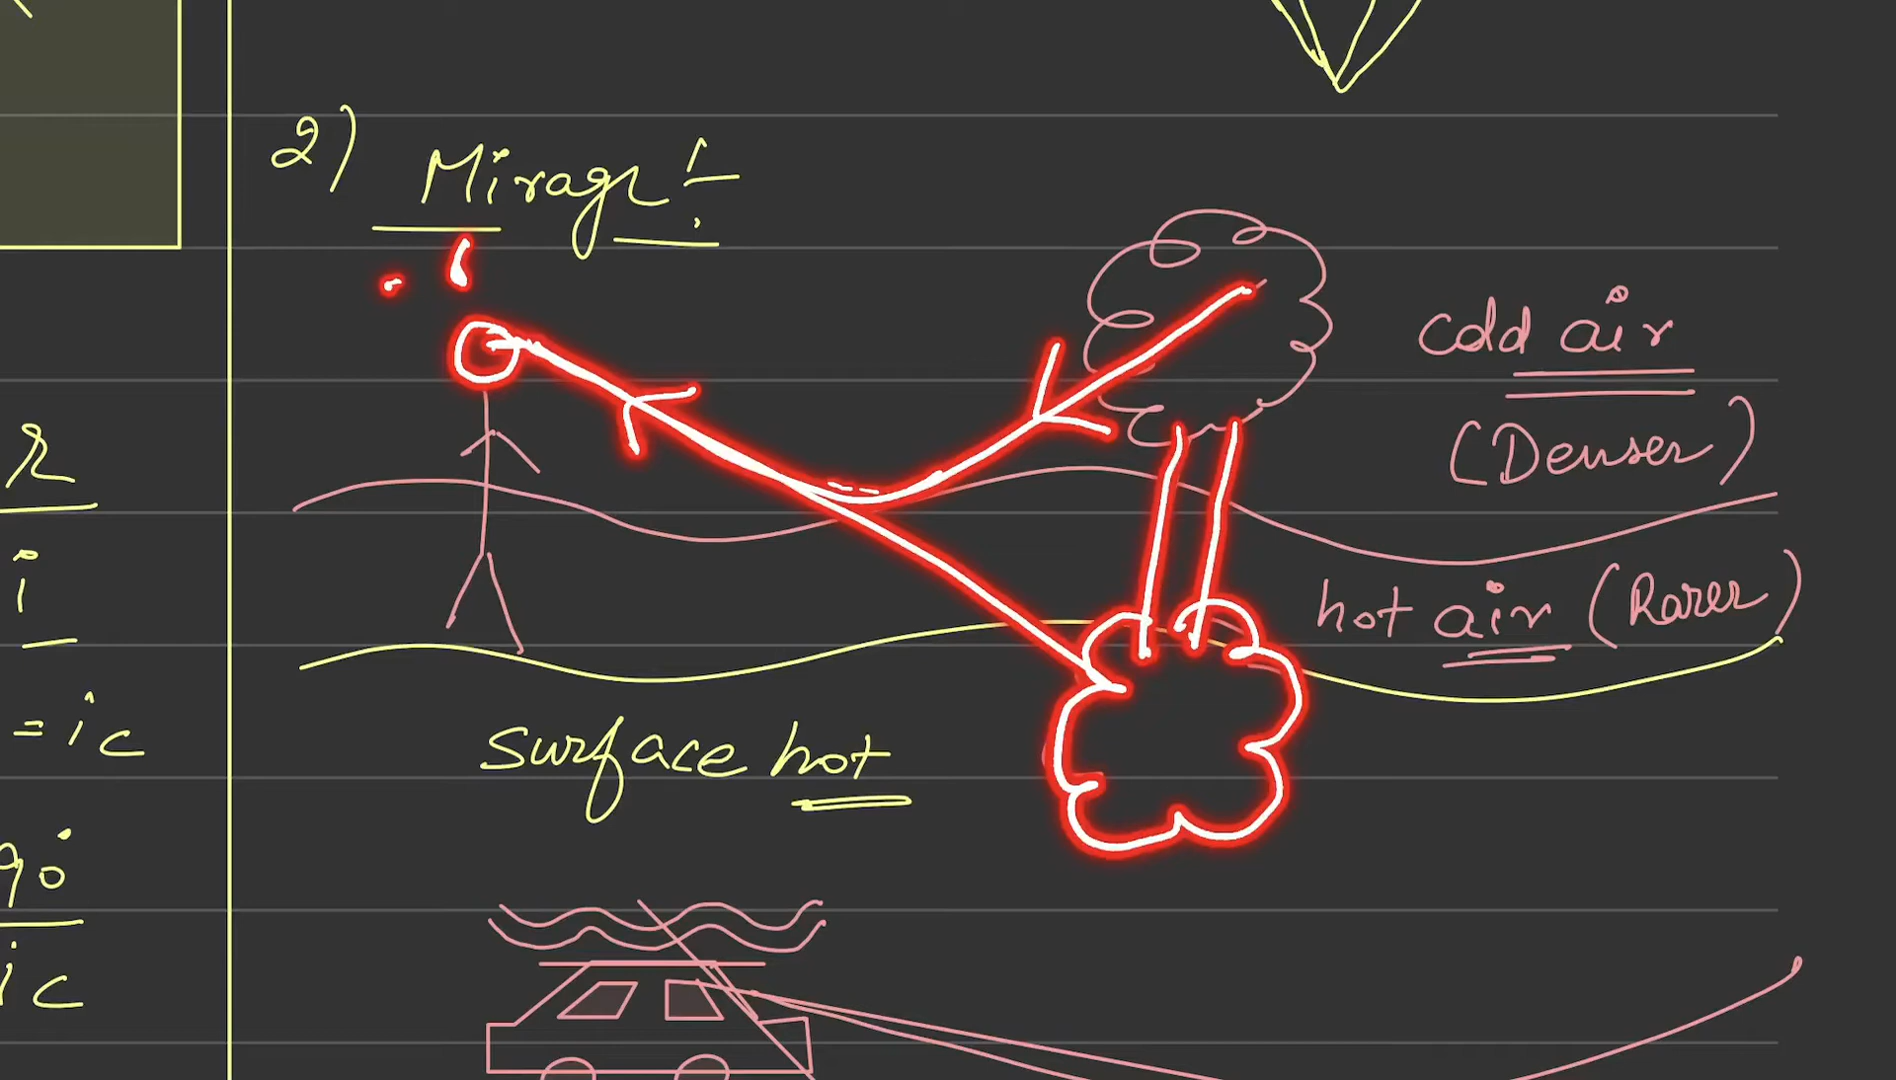 2) Mirage :-
cold air
(Denser)
hot air (Rarer)
surface hot
r
i
= ic
90°
ic